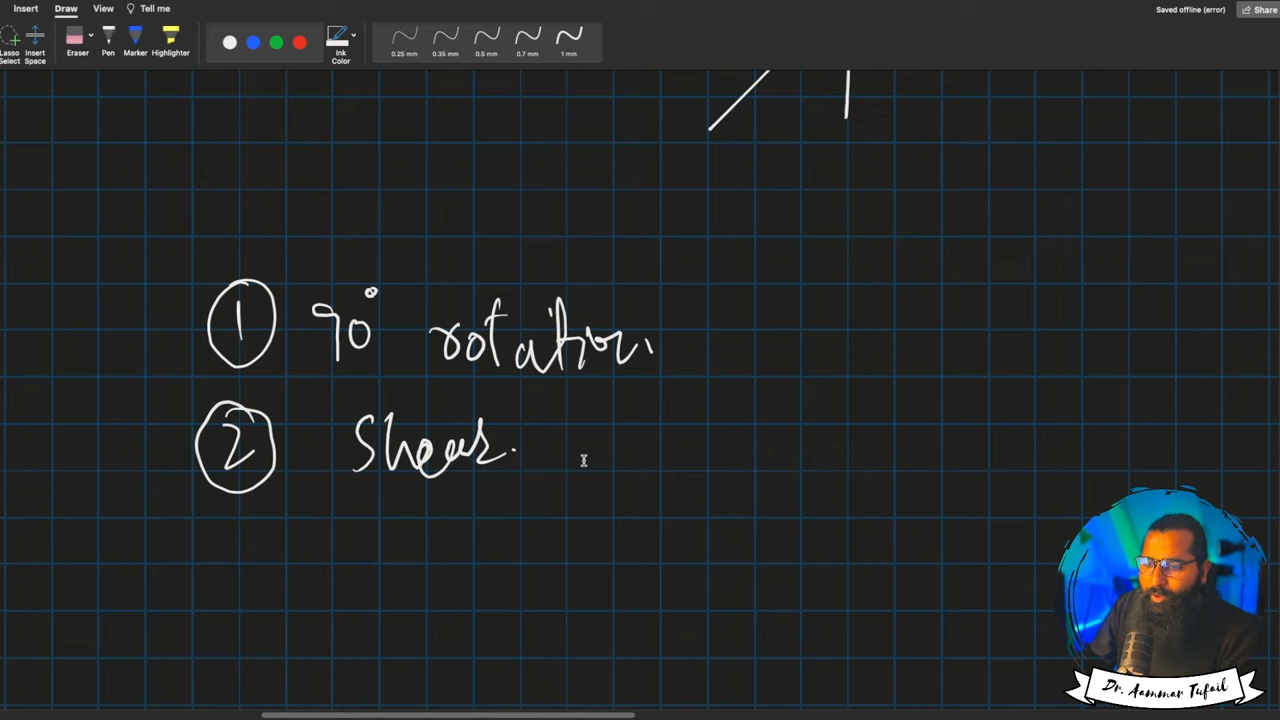 Insert Draw View Tell me
Saved offline (error) Share
Lasso Select
Insert Space
Eraser
Pen
Marker
Highlighter
Ink Color
0.25 mm
0.35 mm
0.5 mm
0.7 mm
1 mm
1 90° rotation.
2 Shear.
Dr. Aammar Tufail